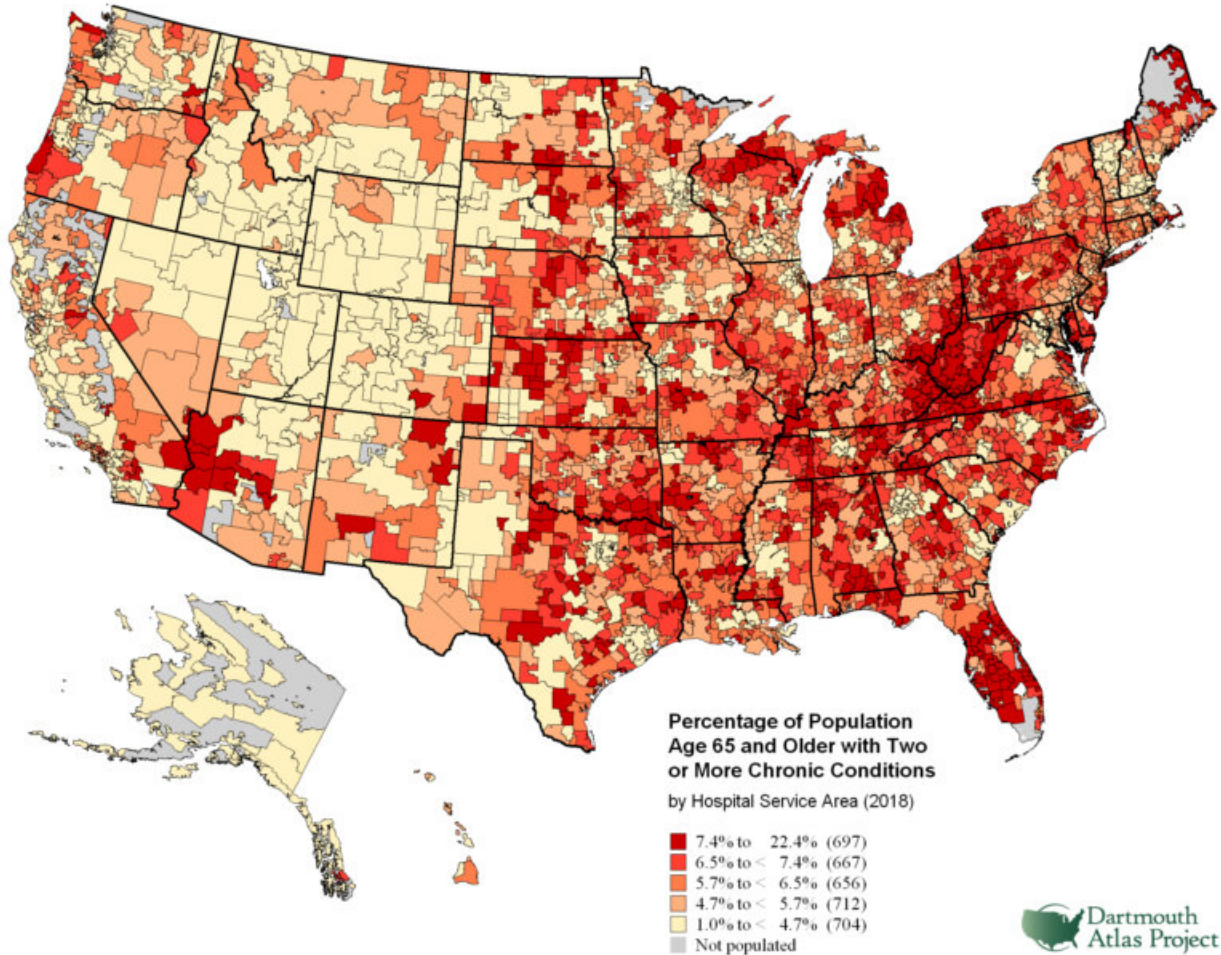 Percentage of Population
Age 65 and Older with Two
or More Chronic Conditions
by Hospital Service Area (2018)
7.4% to 22.4% (697)
6.5% to < 7.4% (667)
5.7% to < 6.5% (656)
4.7% to < 5.7% (712)
1.0% to < 4.7% (704)
Not populated
Dartmouth
Atlas Project